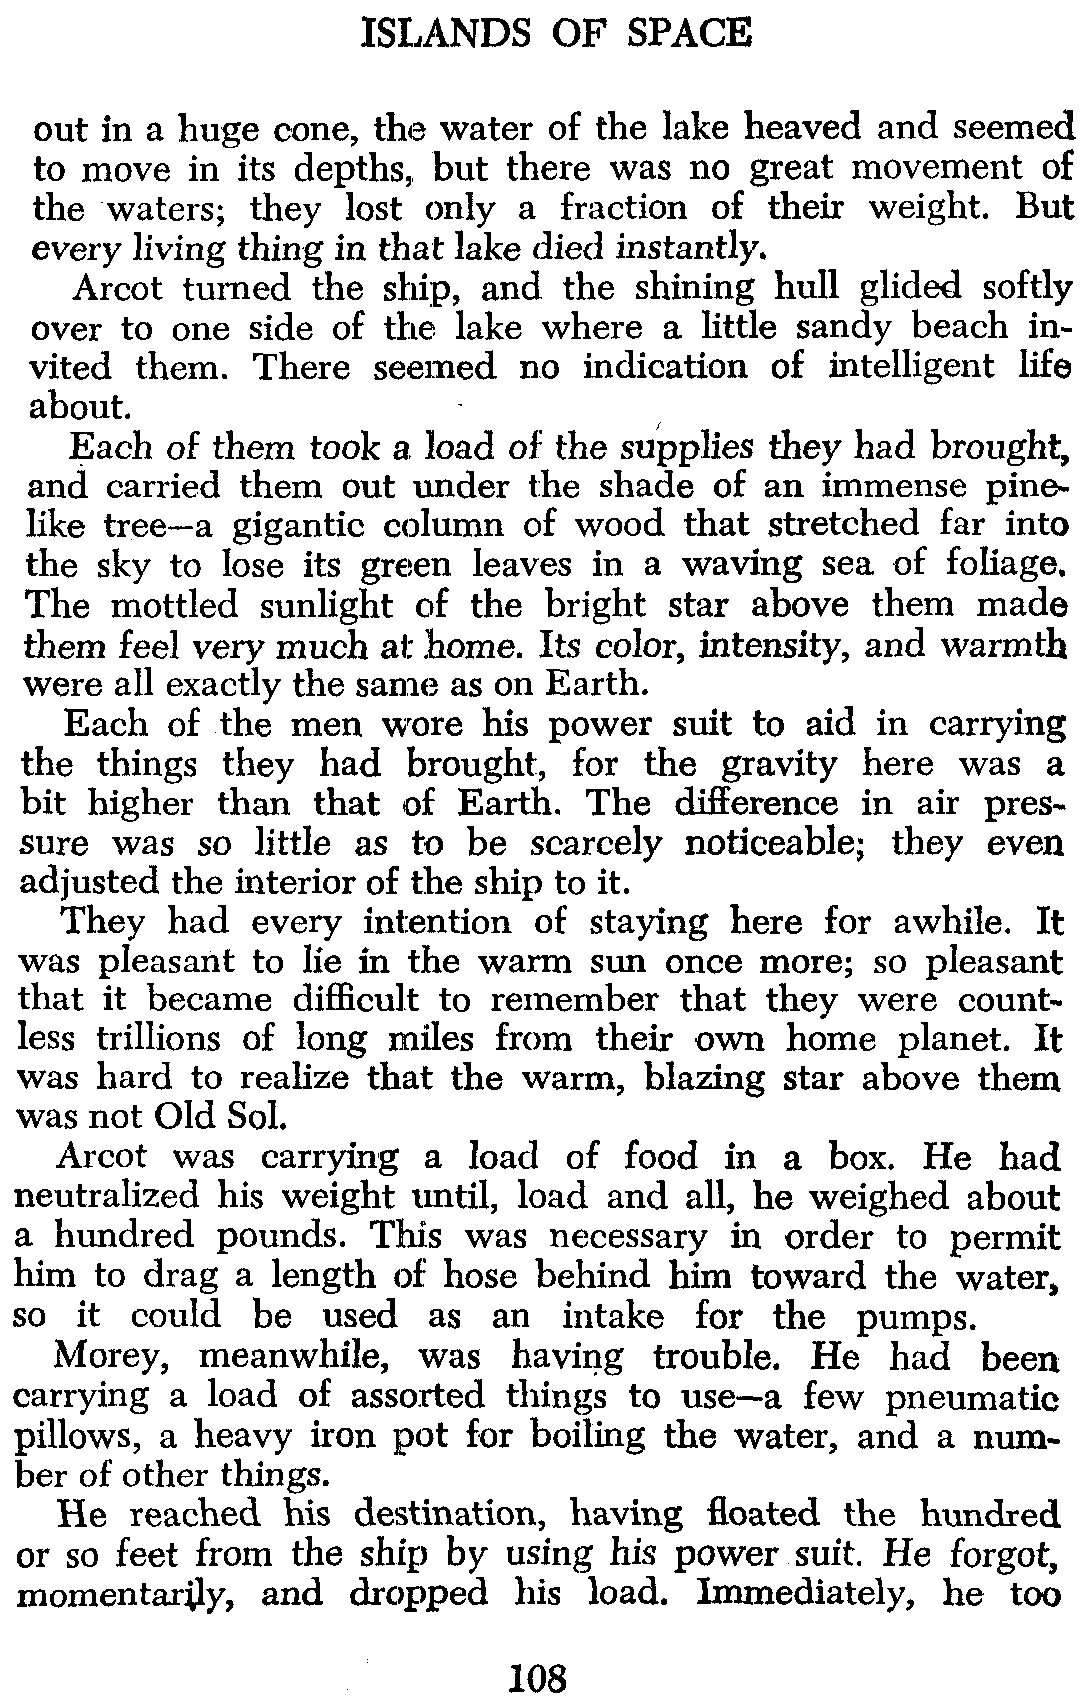 ISLANDS OF SPACE
out in a huge cone, the water of the lake heaved and seemed
to move in its depths, but there was no great movement of
the waters; they lost only a fraction of their weight. But
every living thing in that lake died instantly.
Arcot turned the ship, and the shining hull glided softly
over to one side of the lake where a little sandy beach in-
vited them. There seemed no indication of intelligent life
about.
Each of them took a load of the supplies they had brought,
and carried them out under the shade of an immense pine-
like tree—a gigantic column of wood that stretched far into
the sky to lose its green leaves in a waving sea of foliage.
The mottled sunlight of the bright star above them made
them feel very much at home. Its color, intensity, and warmth
were all exactly the same as on Earth.
Each of the men wore his power suit to aid in carrying
the things they had brought, for the gravity here was a
bit higher than that of Earth. The difference in air pres-
sure was so little as to be scarcely noticeable; they even
adjusted the interior of the ship to it.
They had every intention of staying here for awhile. It
was pleasant to lie in the warm sun once more; so pleasant
that it became difficult to remember that they were count-
less trillions of long miles from their own home planet. It
was hard to realize that the warm, blazing star above them
was not Old Sol.
Arcot was carrying a load of food in a box. He had
neutralized his weight until, load and all, he weighed about
a hundred pounds. This was necessary in order to permit
him to drag a length of hose behind him toward the water,
so it could be used as an intake for the pumps.
Morey, meanwhile, was having trouble. He had been
carrying a load of assorted things to use—a few pneumatic
pillows, a heavy iron pot for boiling the water, and a num-
ber of other things.
He reached his destination, having floated the hundred
or so feet from the ship by using his power suit. He forgot,
momentarily, and dropped his load. Immediately, he too
108